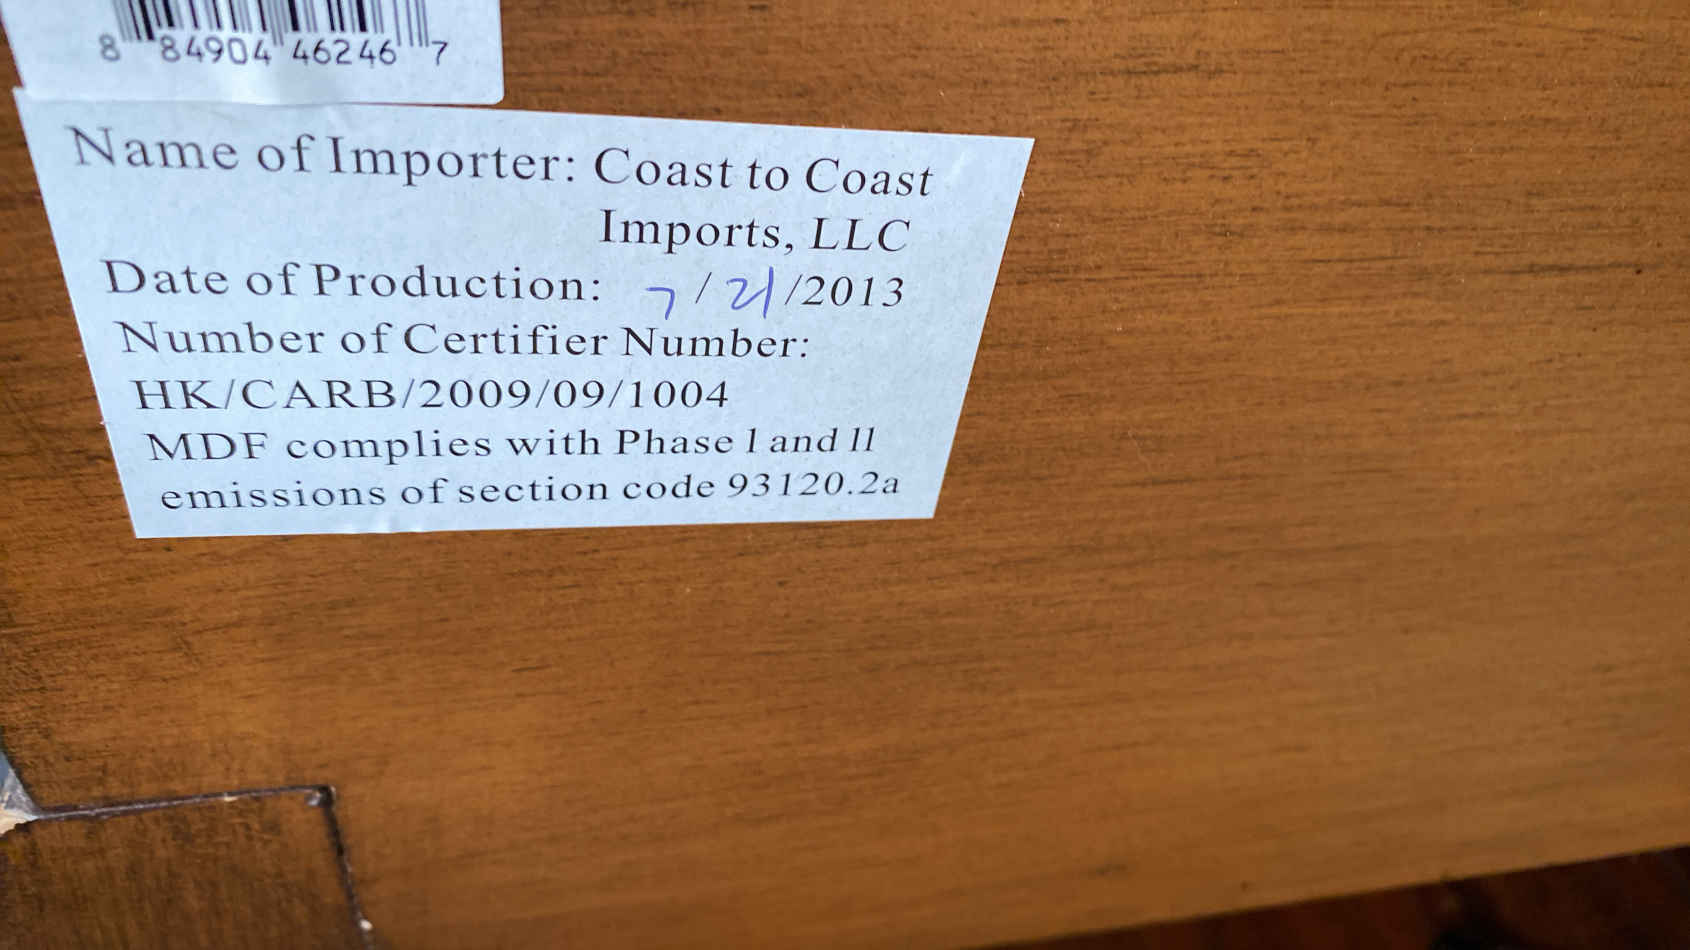 8 84904 46246 7
Name of Importer: Coast to Coast
Imports, LLC
Date of Production: 7/21/2013
Number of Certifier Number:
HK/CARB/2009/09/1004
MDF complies with Phase l and ll
emissions of section code 93120.2a